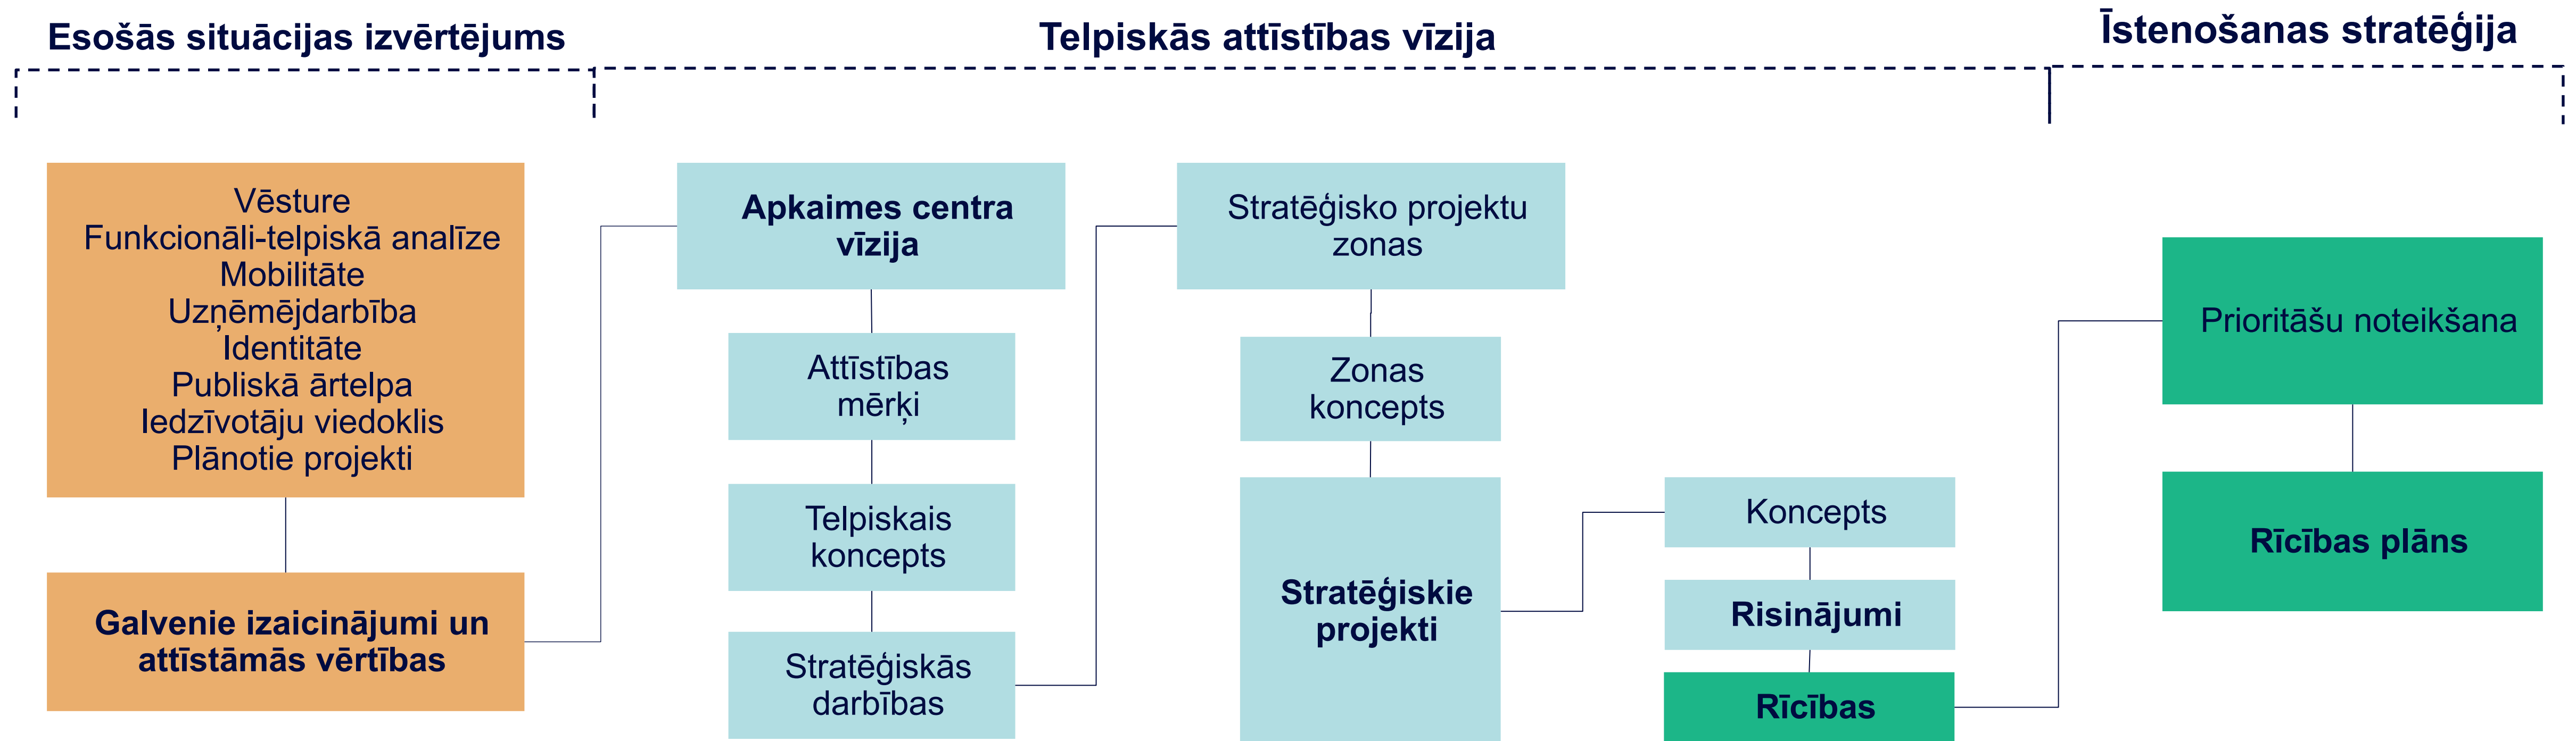 Esošās situācijas izvērtējums
Telpiskās attīstības vīzija
Īstenošanas stratēģija
Vēsture
Funkcionāli-telpiskā analīze
Mobilitāte
Uzņēmējdarbība
Identitāte
Publiskā ārtelpa
Iedzīvotāju viedoklis
Plānotie projekti
Galvenie izaicinājumi un
attīstāmās vērtības
Apkaimes centra
vīzija
Attīstības
mērķi
Telpiskais
koncepts
Stratēģiskās
darbības
Stratēģisko projektu
zonas
Zonas
koncepts
Stratēģiskie
projekti
Koncepts
Risinājumi
Rīcības
Prioritāšu noteikšana
Rīcības plāns